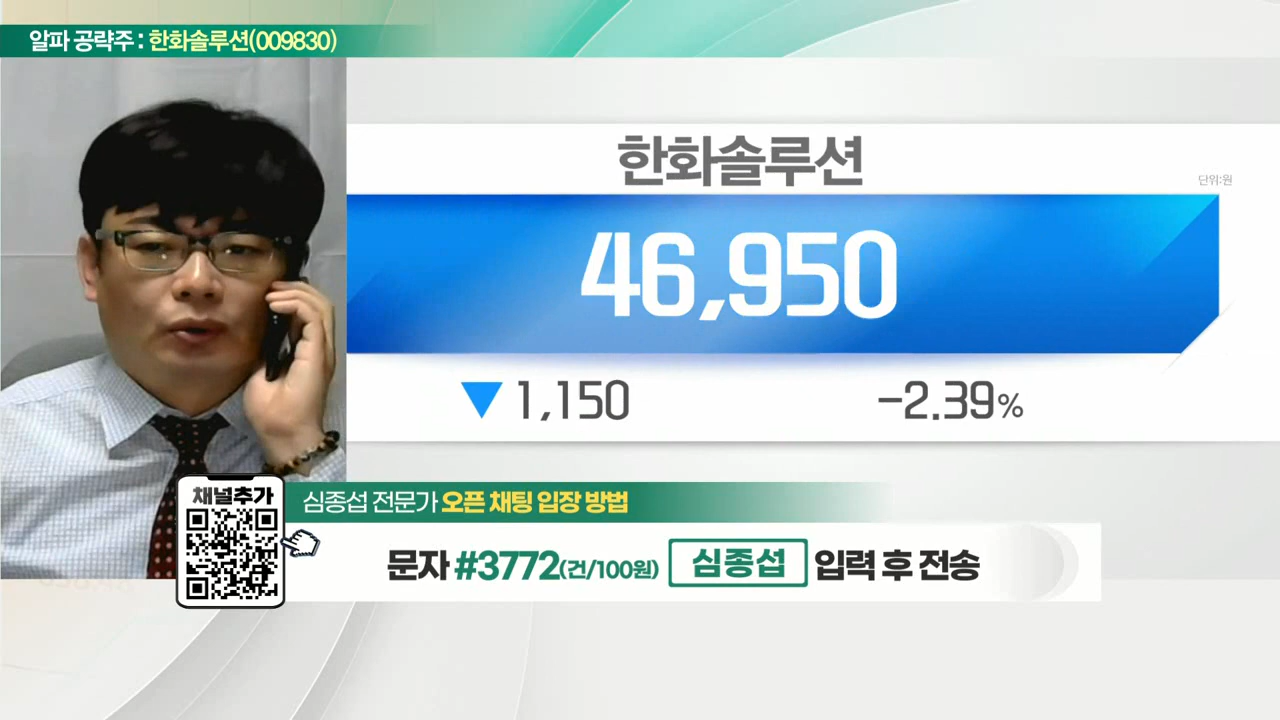 알파 공략주 : 한화솔루션(009830)
한화솔루션
단위:원
46,950
▼ 1,150 -2.39%
채널추가
심종섭 전문가 오픈 채팅 입장 방법
문자 #3772(건/100원) 심종섭 입력 후 전송